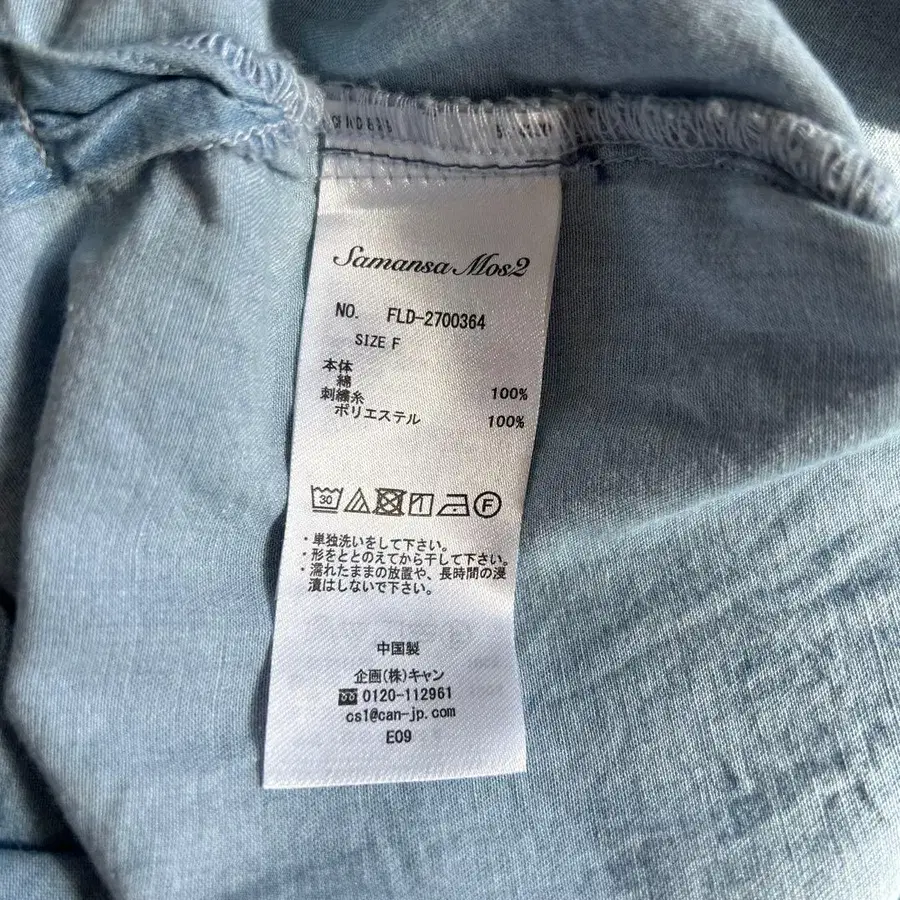 Samansa Mos2
NO. FLD-2700364
SIZE F
本体
綿 100%
刺繍糸
ポリエステル 100%
30
F
・単独洗いをして下さい。
・形をととのえてから干して下さい。
・濡れたままの放置や、長時間の浸
漬はしないで下さい。
中国製
企画(株)キャン
0120-112961
cs1@can-jp.com
E09